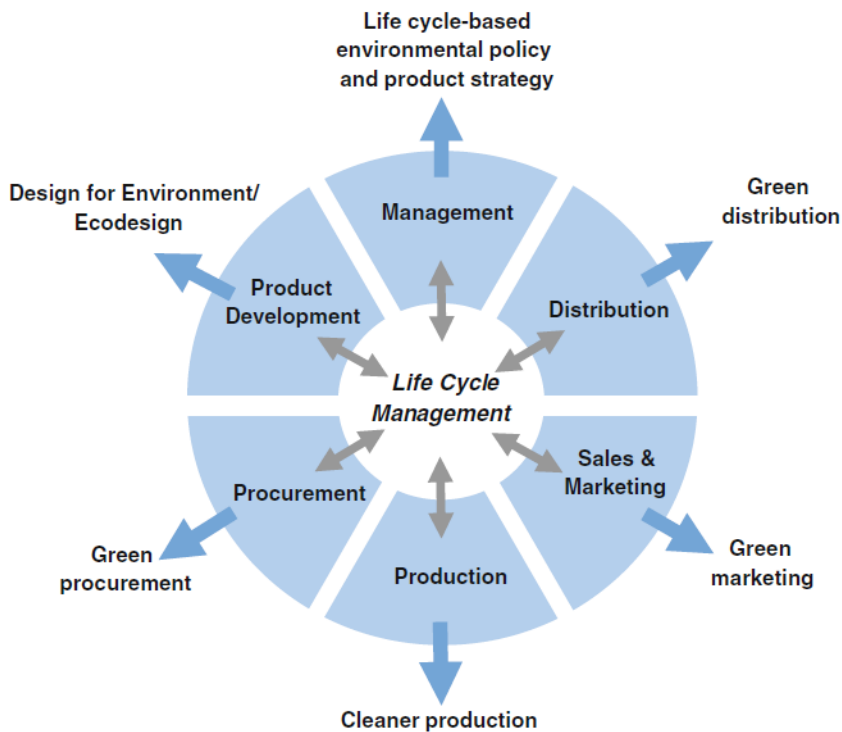 Life cycle-based
environmental policy
and product strategy
Design for Environment/
Ecodesign
Green
distribution
Management
Product
Development
Distribution
Life Cycle
Management
Sales &
Marketing
Procurement
Production
Green
procurement
Green
marketing
Cleaner production